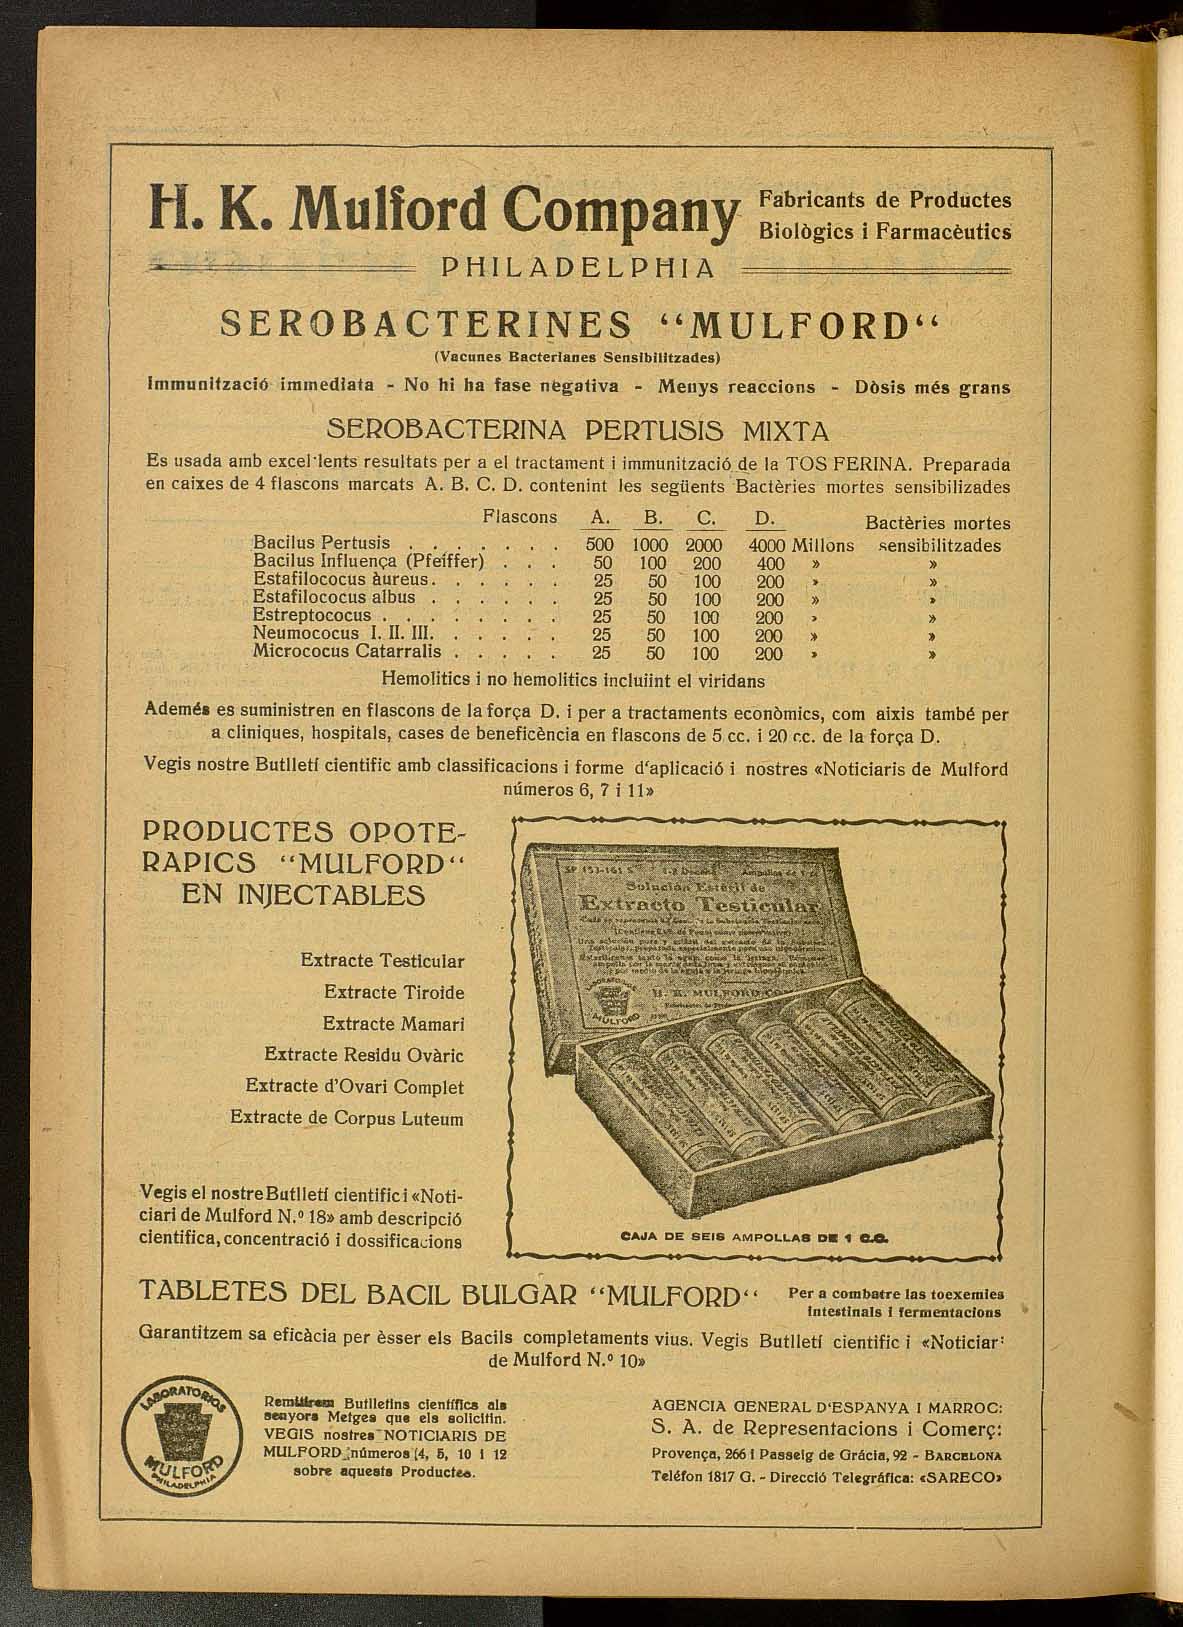 H. K. Mulford Company
Fabricants de Productes
Biològics i Farmacèutics
PHILADELPHIA
SEROBACTERINES “MULFORD“
(Vacunes Bacterianes Sensibilitzades)
Immunització immediata - No hi ha fase negativa - Menys reaccions - Dòsis més grans
SEROBACTERINA PERTUSIS MIXTA
Es usada amb excel·lents resultats per a el tractament i immunització de la TOS FERINA. Preparada
en caixes de 4 flascons marcats A. B. C. D. contenint les següents Bactèries mortes sensibilizades
Flascons A. B. C. D. Bactèries mortes
Bacilus Pertusis . . . . . . . 500 1000 2000 4000 Milions sensibilitzades
Bacilus Influença (Pfeiffer) . . . 50 100 200 400 » »
Estafilococus àureus . . . . . . 25 50 100 200 » »
Estafilococus albus . . . . . . 25 50 100 200 » »
Estreptococus . . . . . . . . 25 50 100 200 » »
Neumococus I. II. III. . . . . . 25 50 100 200 » »
Micrococus Catarralis . . . . . 25 50 100 200 » »
Hemolitics i no hemolitics incluiint el viridans
Ademés es suministren en flascons de la força D. i per a tractaments econòmics, com aixis també per
a cliniques, hospitals, cases de beneficència en flascons de 5 cc. i 20 c.c. de la força D.
Vegis nostre Butlletí cientific amb classificacions i forme d‘aplicació i nostres «Noticiaris de Mulford
números 6, 7 i 11»
PRODUCTES OPOTE-
RAPICS “MULFORD“
EN INJECTABLES
Extracte Testicular
Extracte Tiroide
Extracte Mamari
Extracte Residu Ovàric
Extracte d’Ovari Complet
Extracte de Corpus Luteum
Vegis el nostre Butlletí cientific i «Noti-
ciari de Mulford N.º 18» amb descripció
cientifica, concentració i dossificacions
SP 153-161
Solución Estéril de
Extracto Testicular
H. K. MULFORD CO
LABORATORIOS
MULFORD
CAJA DE SEIS AMPOLLAS DE 1 C.C.
TABLETES DEL BACIL BULGAR “MULFORD“
Per a combatre las toexemies
intestinals i fermentacions
Garantitzem sa eficàcia per èsser els Bacils completaments vius. Vegis Butlletí cientific i «Noticiar:
de Mulford N.º 10»
LABORATORIOS
MULFORD
PHILADELPHIA
Remitirem Butlletins científics als
senyors Metges que els solicitin.
VEGIS nostres NOTICIARIS DE
MULFORD números 4, 5, 10 i 12
sobre aquests Productes.
AGENCIA GENERAL D‘ESPANYA I MARROC:
S. A. de Representacions i Comerç:
Provença, 266 i Passeig de Grácia, 92 - BARCELONA
Teléfon 1817 G. - Direcció Telegráfica: «SARECO»